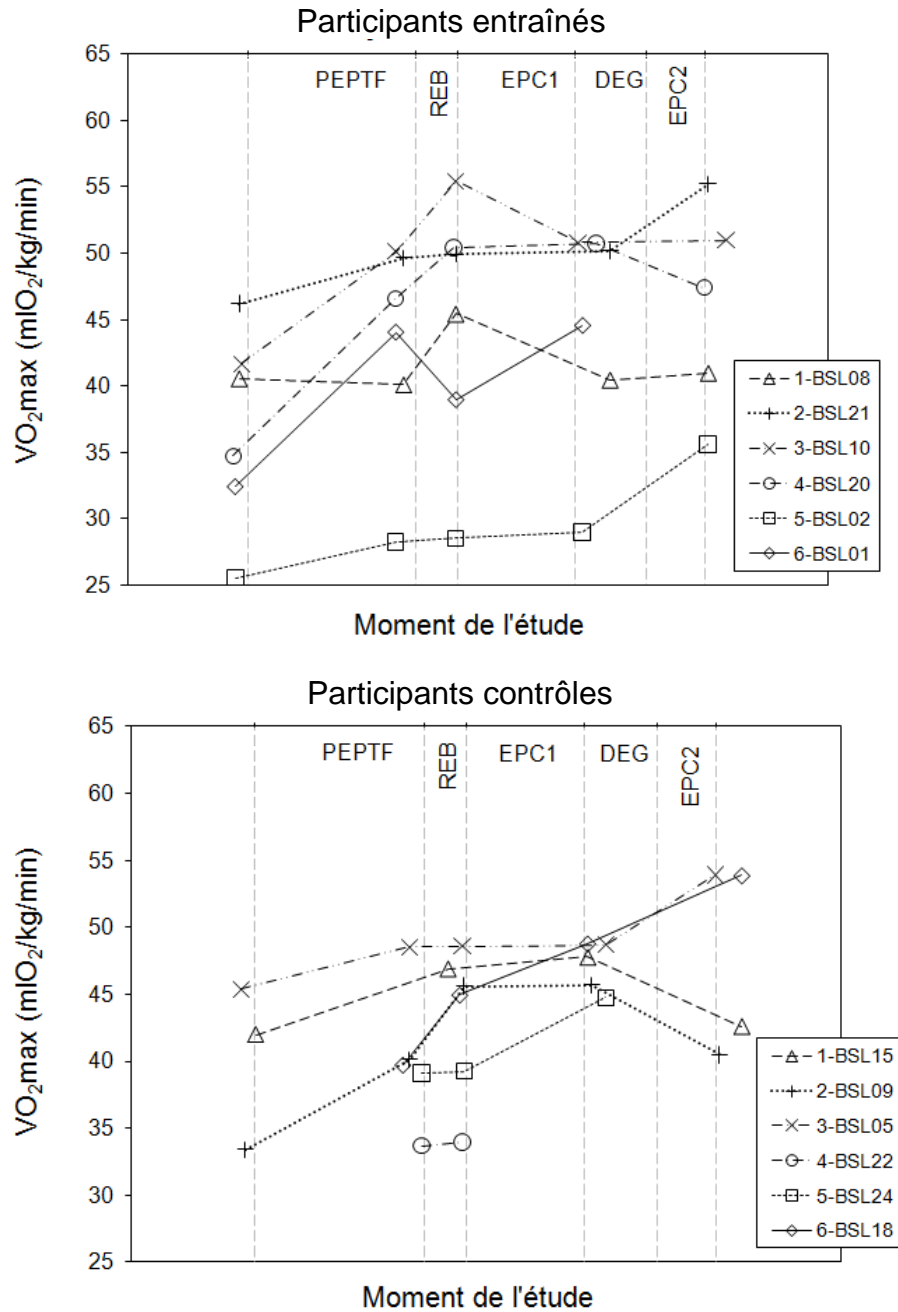 Participants entraînés
65
60
55
50
45
40
35
30
25
VO2max (mlO2/kg/min)
PEPTF
REB
EPC1
DEG
EPC2
1-BSL08
2-BSL21
3-BSL10
4-BSL20
5-BSL02
6-BSL01
Moment de l'étude
Participants contrôles
65
60
55
50
45
40
35
30
25
VO2max (mlO2/kg/min)
PEPTF
REB
EPC1
DEG
EPC2
1-BSL15
2-BSL09
3-BSL05
4-BSL22
5-BSL24
6-BSL18
Moment de l'étude